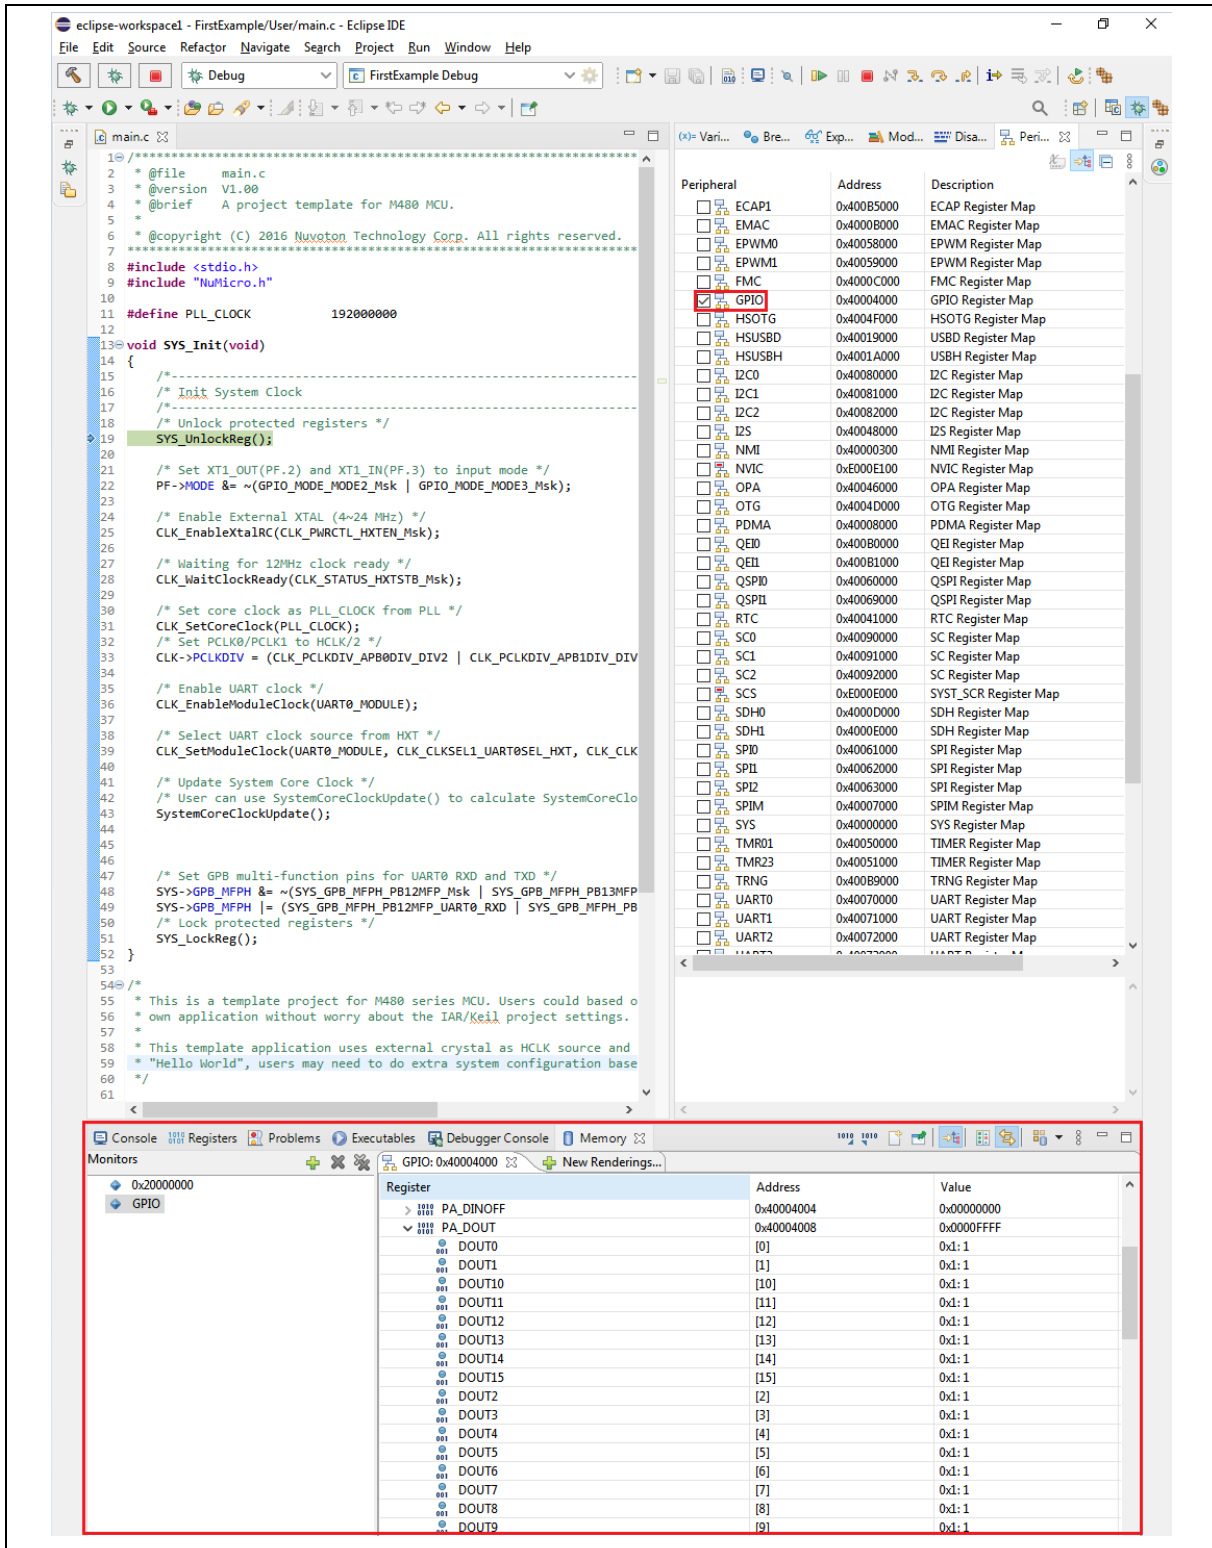 eclipse-workspace1 - FirstExample/User/main.c - Eclipse IDE
File Edit Source Refactor Navigate Search Project Run Window Help
Debug
FirstExample Debug
main.c
1 /****************************************************************
2 * @file main.c
3 * @version V1.00
4 * @brief A project template for M480 MCU.
5 *
6 * @copyright (C) 2016 Nuvoton Technology Corp. All rights reserved.
7 ****************************************************************
8 #include <stdio.h>
9 #include "NuMicro.h"
10
11 #define PLL_CLOCK 192000000
12
13 void SYS_Init(void)
14 {
15 /*---------------------------------------------------------
16 /* Init System Clock
17 /*---------------------------------------------------------
18 /* Unlock protected registers */
19 SYS_UnlockReg();
20
21 /* Set XT1_OUT(PF.2) and XT1_IN(PF.3) to input mode */
22 PF->MODE &= ~(GPIO_MODE_MODE2_Msk | GPIO_MODE_MODE3_Msk);
23
24 /* Enable External XTAL (4~24 MHz) */
25 CLK_EnableXtalRC(CLK_PWRCTL_HXTEN_Msk);
26
27 /* Waiting for 12MHz clock ready */
28 CLK_WaitClockReady(CLK_STATUS_HXTSTB_Msk);
29
30 /* Set core clock as PLL_CLOCK from PLL */
31 CLK_SetCoreClock(PLL_CLOCK);
32 /* Set PCLK0/PCLK1 to HCLK/2 */
33 CLK->PCLKDIV = (CLK_PCLKDIV_APB0DIV_DIV2 | CLK_PCLKDIV_APB1DIV_DIV
34
35 /* Enable UART clock */
36 CLK_EnableModuleClock(UART0_MODULE);
37
38 /* Select UART clock source from HXT */
39 CLK_SetModuleClock(UART0_MODULE, CLK_CLKSEL1_UART0SEL_HXT, CLK_CLK
40
41 /* Update System Core Clock */
42 /* User can use SystemCoreClockUpdate() to calculate SystemCoreClo
43 SystemCoreClockUpdate();
44
45
46
47 /* Set GPB multi-function pins for UART0 RXD and TXD */
48 SYS->GPB_MFPH &= ~(SYS_GPB_MFPH_PB12MFP_Msk | SYS_GPB_MFPH_PB13MFP
49 SYS->GPB_MFPH |= (SYS_GPB_MFPH_PB12MFP_UART0_RXD | SYS_GPB_MFPH_PB
50 /* Lock protected registers */
51 SYS_LockReg();
52 }
53
54 /*
55 * This is a template project for M480 series MCU. Users could based o
56 * own application without worry about the IAR/Keil project settings.
57 *
58 * This template application uses external crystal as HCLK source and
59 * "Hello World", users may need to do extra system configuration base
60 */
61
(x)= Vari... Bre... Exp... Mod... Disa... Peri...
Peripheral Address Description
ECAP1 0x400B5000 ECAP Register Map
EMAC 0x4000B000 EMAC Register Map
EPWM0 0x40058000 EPWM Register Map
EPWM1 0x40059000 EPWM Register Map
FMC 0x4000C000 FMC Register Map
GPIO 0x40004000 GPIO Register Map
HSOTG 0x4004F000 HSOTG Register Map
HSUSBD 0x40019000 USBD Register Map
HSUSBH 0x4001A000 USBH Register Map
I2C0 0x40080000 I2C Register Map
I2C1 0x40081000 I2C Register Map
I2C2 0x40082000 I2C Register Map
I2S 0x40048000 I2S Register Map
NMI 0x40000300 NMI Register Map
NVIC 0xE000E100 NVIC Register Map
OPA 0x40046000 OPA Register Map
OTG 0x4004D000 OTG Register Map
PDMA 0x40008000 PDMA Register Map
QEI0 0x400B0000 QEI Register Map
QEI1 0x400B1000 QEI Register Map
QSPI0 0x40060000 QSPI Register Map
QSPI1 0x40069000 QSPI Register Map
RTC 0x40041000 RTC Register Map
SC0 0x40090000 SC Register Map
SC1 0x40091000 SC Register Map
SC2 0x40092000 SC Register Map
SCS 0xE000E000 SYST_SCR Register Map
SDH0 0x4000D000 SDH Register Map
SDH1 0x4000E000 SDH Register Map
SPI0 0x40061000 SPI Register Map
SPI1 0x40062000 SPI Register Map
SPI2 0x40063000 SPI Register Map
SPIM 0x40007000 SPIM Register Map
SYS 0x40000000 SYS Register Map
TMR01 0x40050000 TIMER Register Map
TMR23 0x40051000 TIMER Register Map
TRNG 0x400B9000 TRNG Register Map
UART0 0x40070000 UART Register Map
UART1 0x40071000 UART Register Map
UART2 0x40072000 UART Register Map
Console Registers Problems Executables Debugger Console Memory
Monitors
0x20000000
GPIO
GPIO: 0x40004000 New Renderings...
Register Address Value
PA_DINOFF 0x40004004 0x00000000
PA_DOUT 0x40004008 0x0000FFFF
DOUT0 [0] 0x1: 1
DOUT1 [1] 0x1: 1
DOUT10 [10] 0x1: 1
DOUT11 [11] 0x1: 1
DOUT12 [12] 0x1: 1
DOUT13 [13] 0x1: 1
DOUT14 [14] 0x1: 1
DOUT15 [15] 0x1: 1
DOUT2 [2] 0x1: 1
DOUT3 [3] 0x1: 1
DOUT4 [4] 0x1: 1
DOUT5 [5] 0x1: 1
DOUT6 [6] 0x1: 1
DOUT7 [7] 0x1: 1
DOUT8 [8] 0x1: 1
DOUT9 [9] 0x1: 1